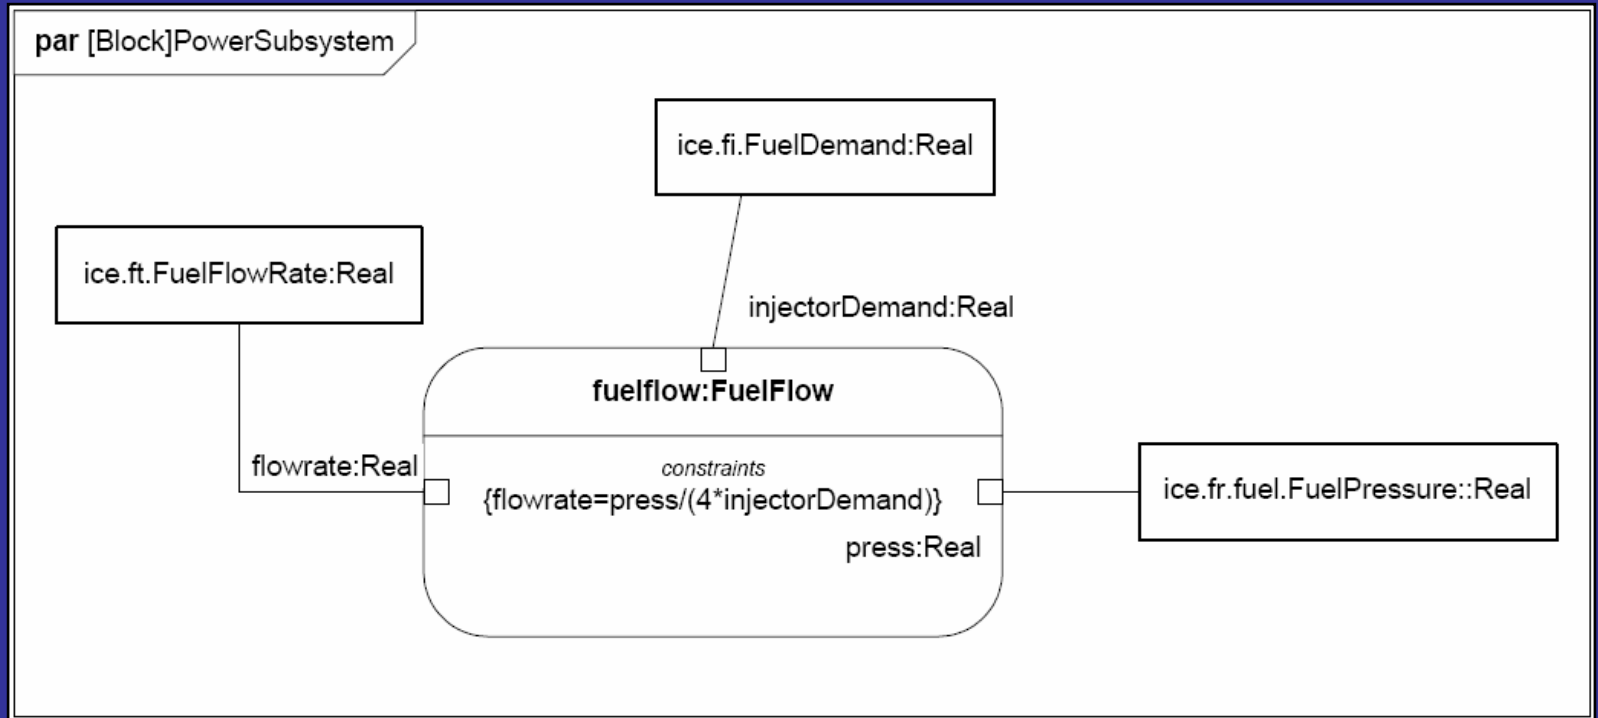 par [Block]PowerSubsystem
ice.fi.FuelDemand:Real
ice.ft.FuelFlowRate:Real
injectorDemand:Real
fuelflow:FuelFlow
flowrate:Real
constraints
{flowrate=press/(4*injectorDemand)}
ice.fr.fuel.FuelPressure::Real
press:Real